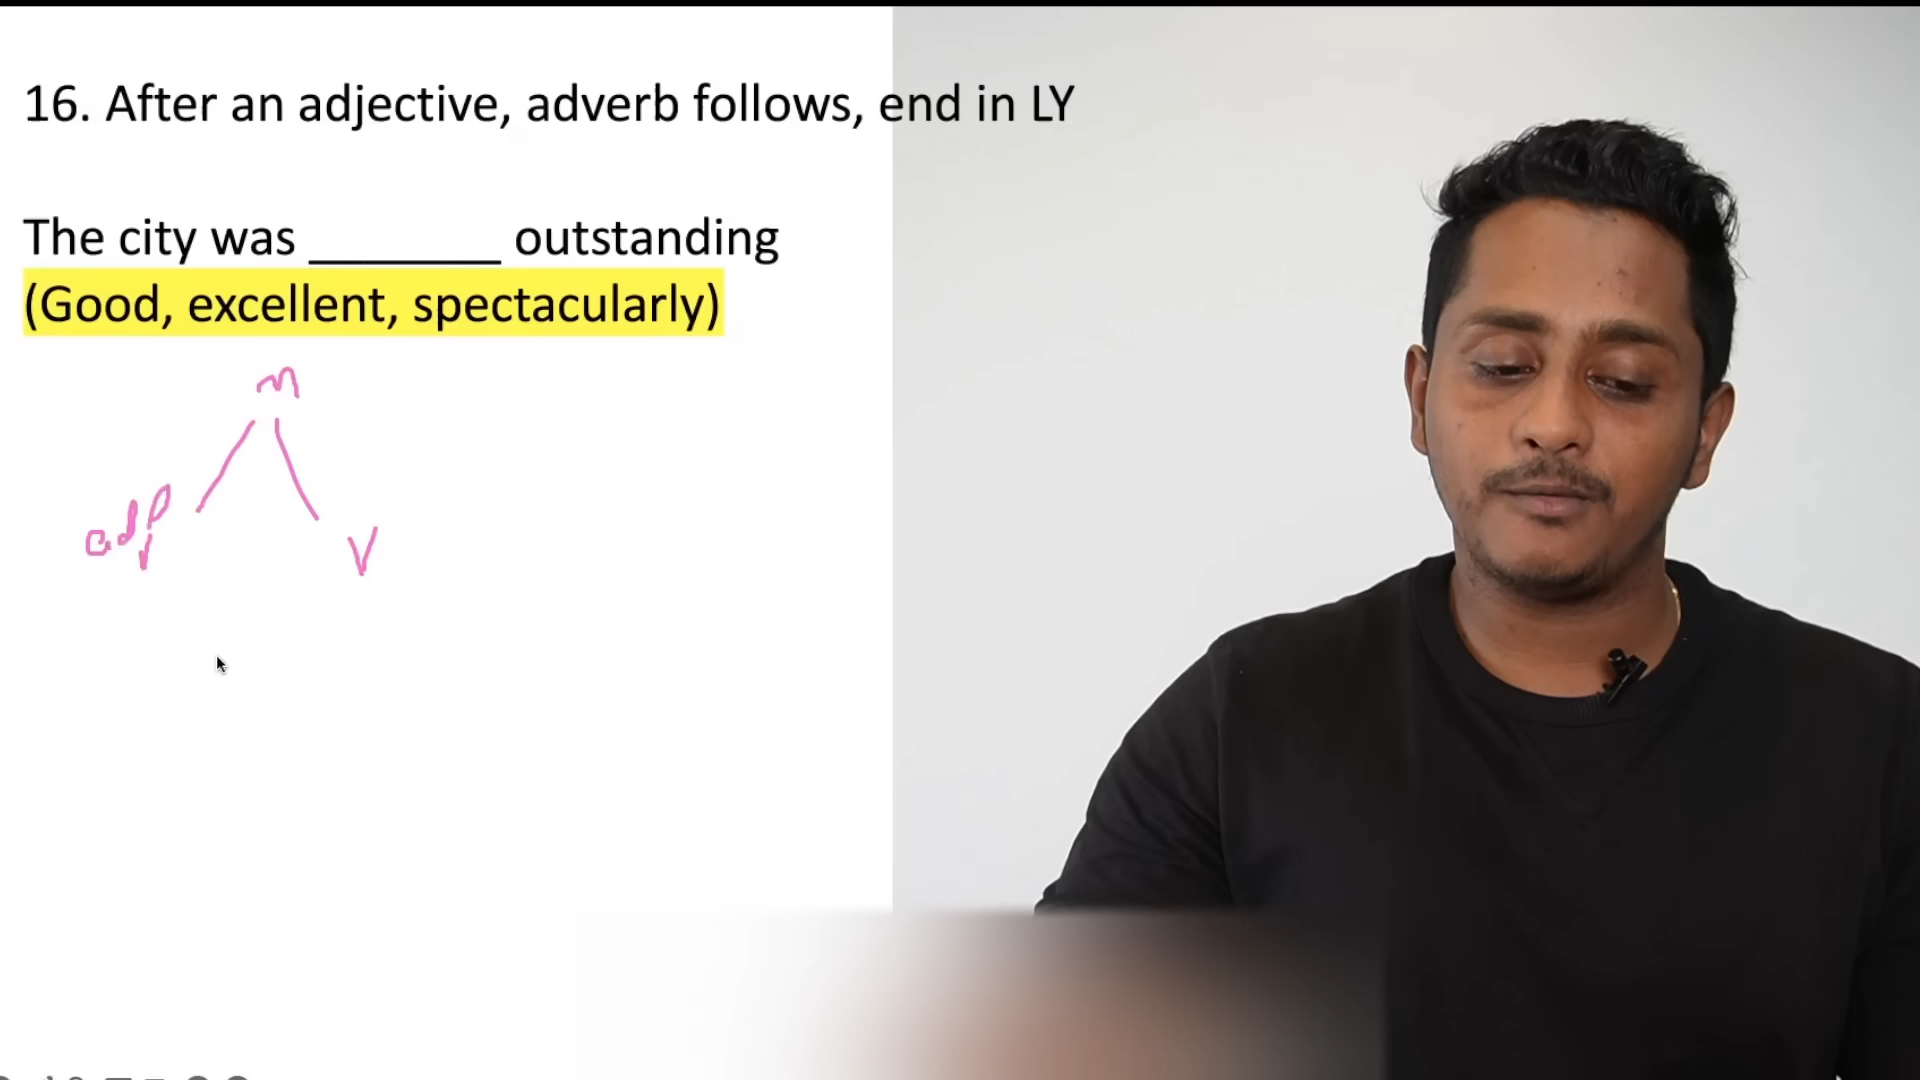 16. After an adjective, adverb follows, end in LY
The city was ________ outstanding
(Good, excellent, spectacularly)
n
adj
V